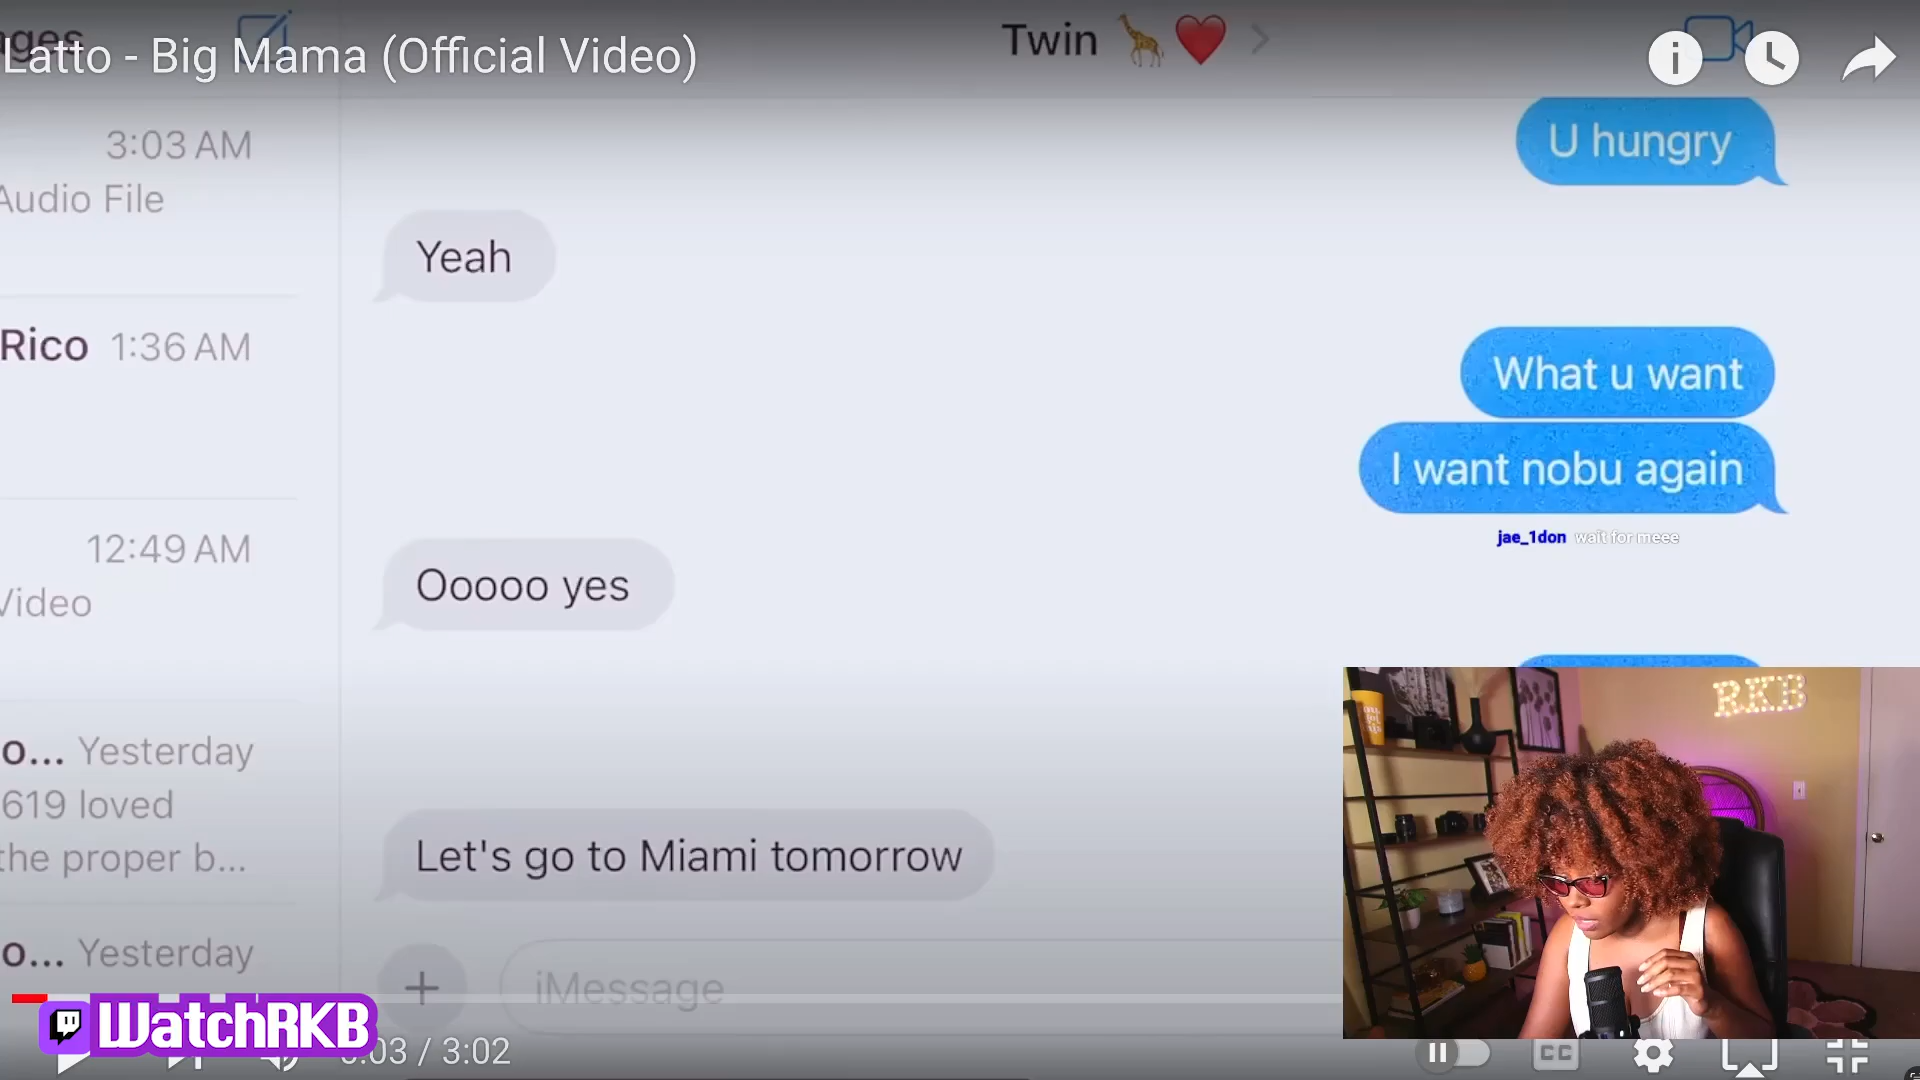 Latto - Big Mama (Official Video)
Twin 🦒❤️ >
3:03 AM
Audio File
U hungry
Yeah
Rico 1:36 AM
What u want
I want nobu again
jae_1don wait for meee
12:49 AM
Video
Ooooo yes
RKB
o... Yesterday
619 loved
the proper b...
Let's go to Miami tomorrow
o... Yesterday
iMessage
WatchRKB
:03 / 3:02
CC